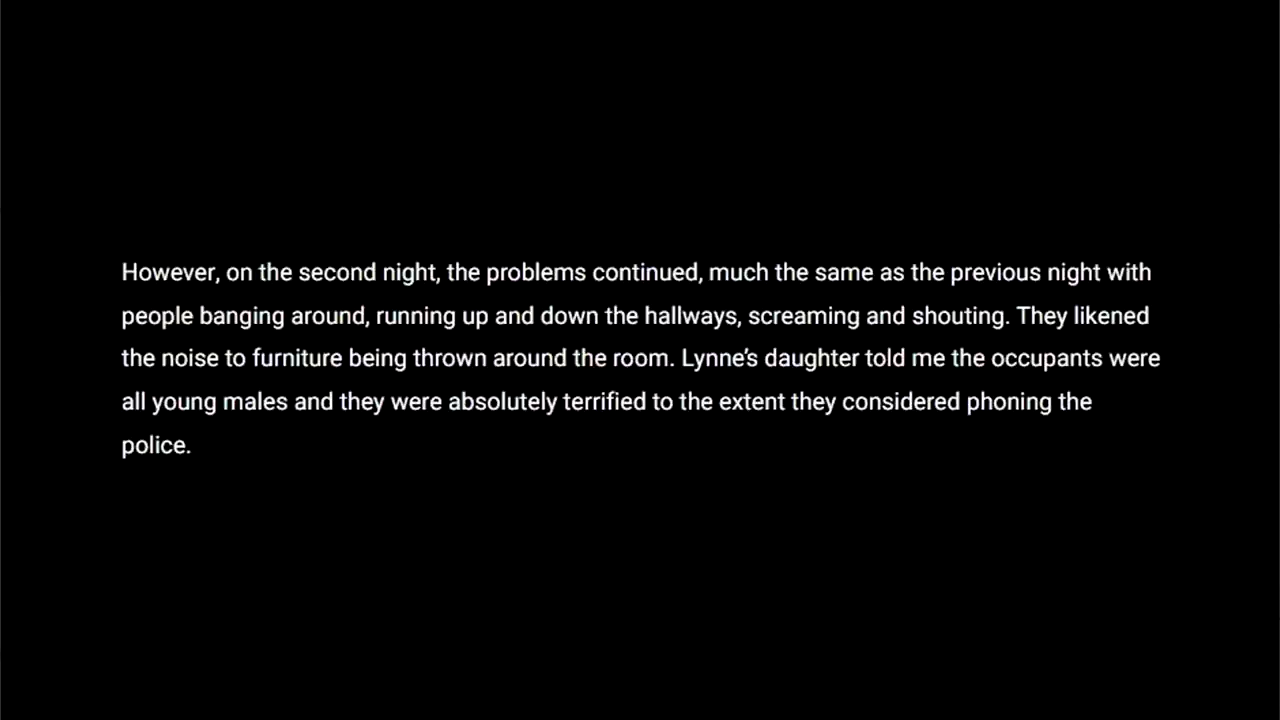 However, on the second night, the problems continued, much the same as the previous night with
people banging around, running up and down the hallways, screaming and shouting. They likened
the noise to furniture being thrown around the room. Lynne’s daughter told me the occupants were
all young males and they were absolutely terrified to the extent they considered phoning the
police.